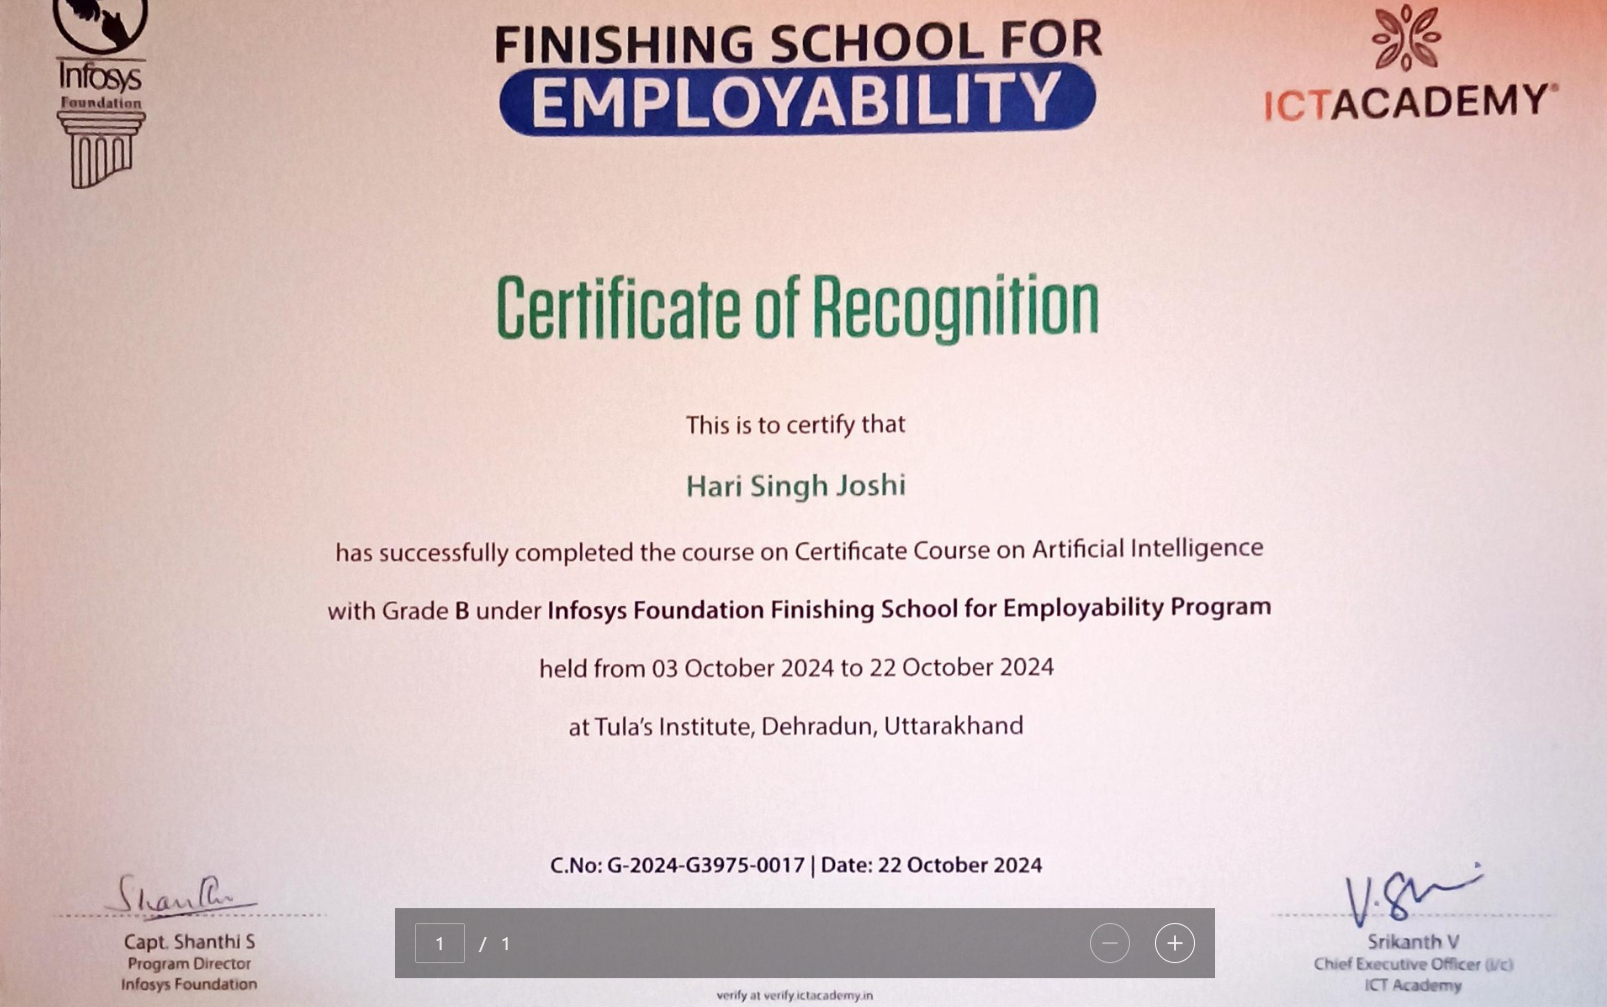 Infosys
Foundation
FINISHING SCHOOL FOR
EMPLOYABILITY
ICTACADEMY®
Certificate of Recognition
This is to certify that
Hari Singh Joshi
has successfully completed the course on Certificate Course on Artificial Intelligence
with Grade B under Infosys Foundation Finishing School for Employability Program
held from 03 October 2024 to 22 October 2024
at Tula's Institute, Dehradun, Uttarakhand
C.No: G-2024-G3975-0017 | Date: 22 October 2024
Shanthi
Capt. Shanthi S
Program Director
Infosys Foundation
V.Sri
Srikanth V
Chief Executive Officer (i/c)
ICT Academy
1 / 1
verify at verify.ictacademy.in